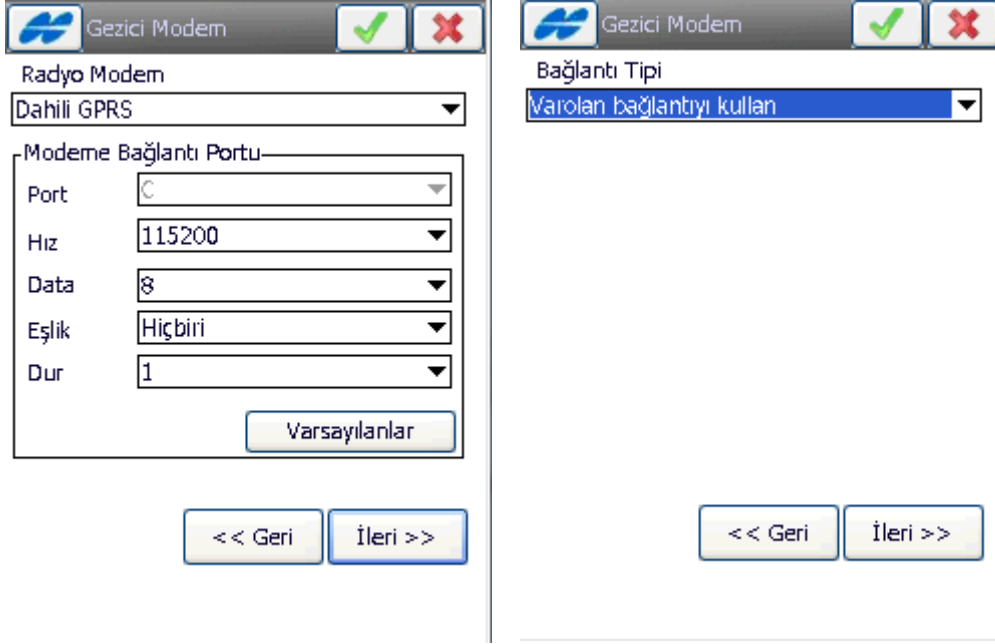 Gezici Modem
Radyo Modem
Dahili GPRS
Modeme Bağlantı Portu
Port C
Hız 115200
Data 8
Eşlik Hiçbiri
Dur 1
Varsayılanlar
<< Geri İleri >>
Gezici Modem
Bağlantı Tipi
Varolan bağlantıyı kullan
<< Geri İleri >>